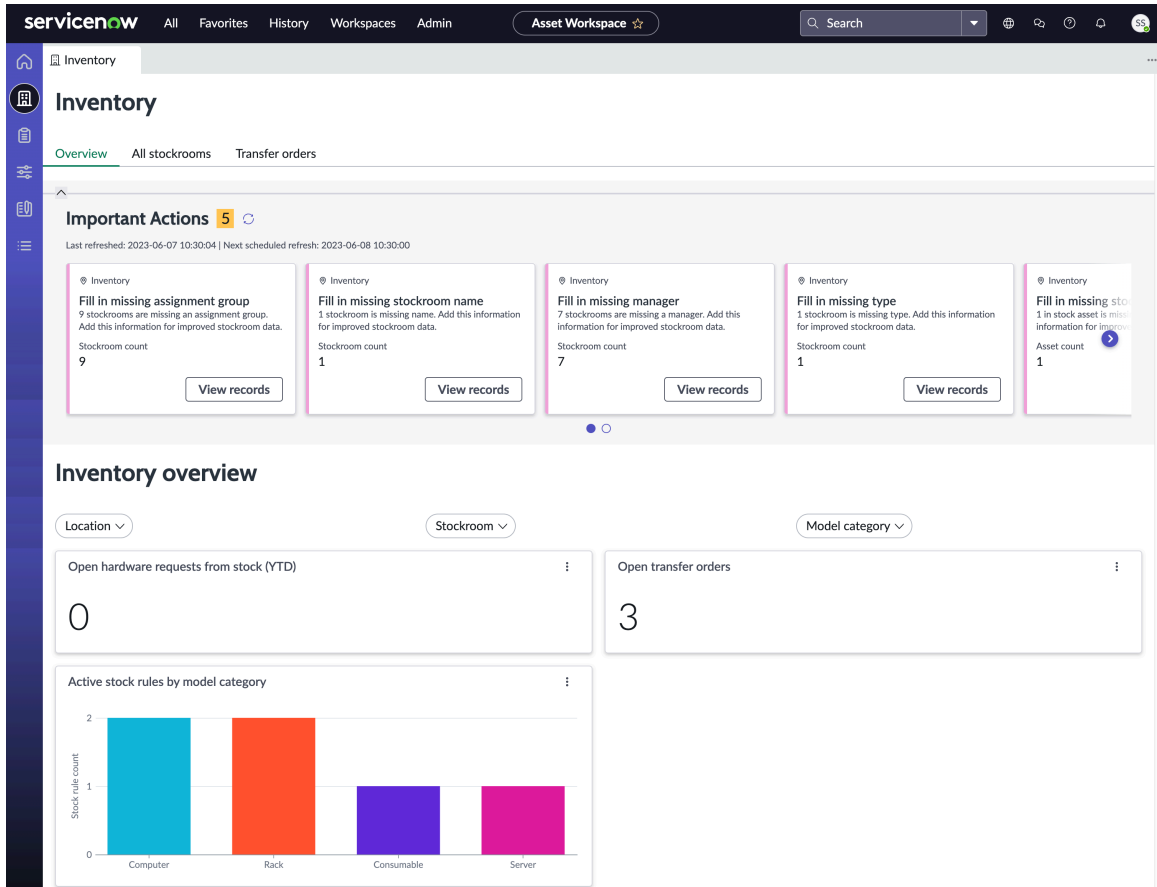 servicenow All Favorites History Workspaces Admin Asset Workspace Search SS
Inventory
Inventory
Overview All stockrooms Transfer orders
Important Actions 5
Last refreshed: 2023-06-07 10:30:04 | Next scheduled refresh: 2023-06-08 10:30:00
Inventory
Fill in missing assignment group
9 stockrooms are missing an assignment group.
Add this information for improved stockroom data.
Stockroom count
9
View records
Inventory
Fill in missing stockroom name
1 stockroom is missing name. Add this information
for improved stockroom data.
Stockroom count
1
View records
Inventory
Fill in missing manager
7 stockrooms are missing a manager. Add this
information for improved stockroom data.
Stockroom count
7
View records
Inventory
Fill in missing type
1 stockroom is missing type. Add this information
for improved stockroom data.
Stockroom count
1
View records
Inventory
Fill in missing
1 in stock asset is
information for
Asset count
1
Inventory overview
Location Stockroom Model category
Open hardware requests from stock (YTD)
0
Open transfer orders
3
Active stock rules by model category
Stock rule count
2
1
0
Computer Rack Consumable Server